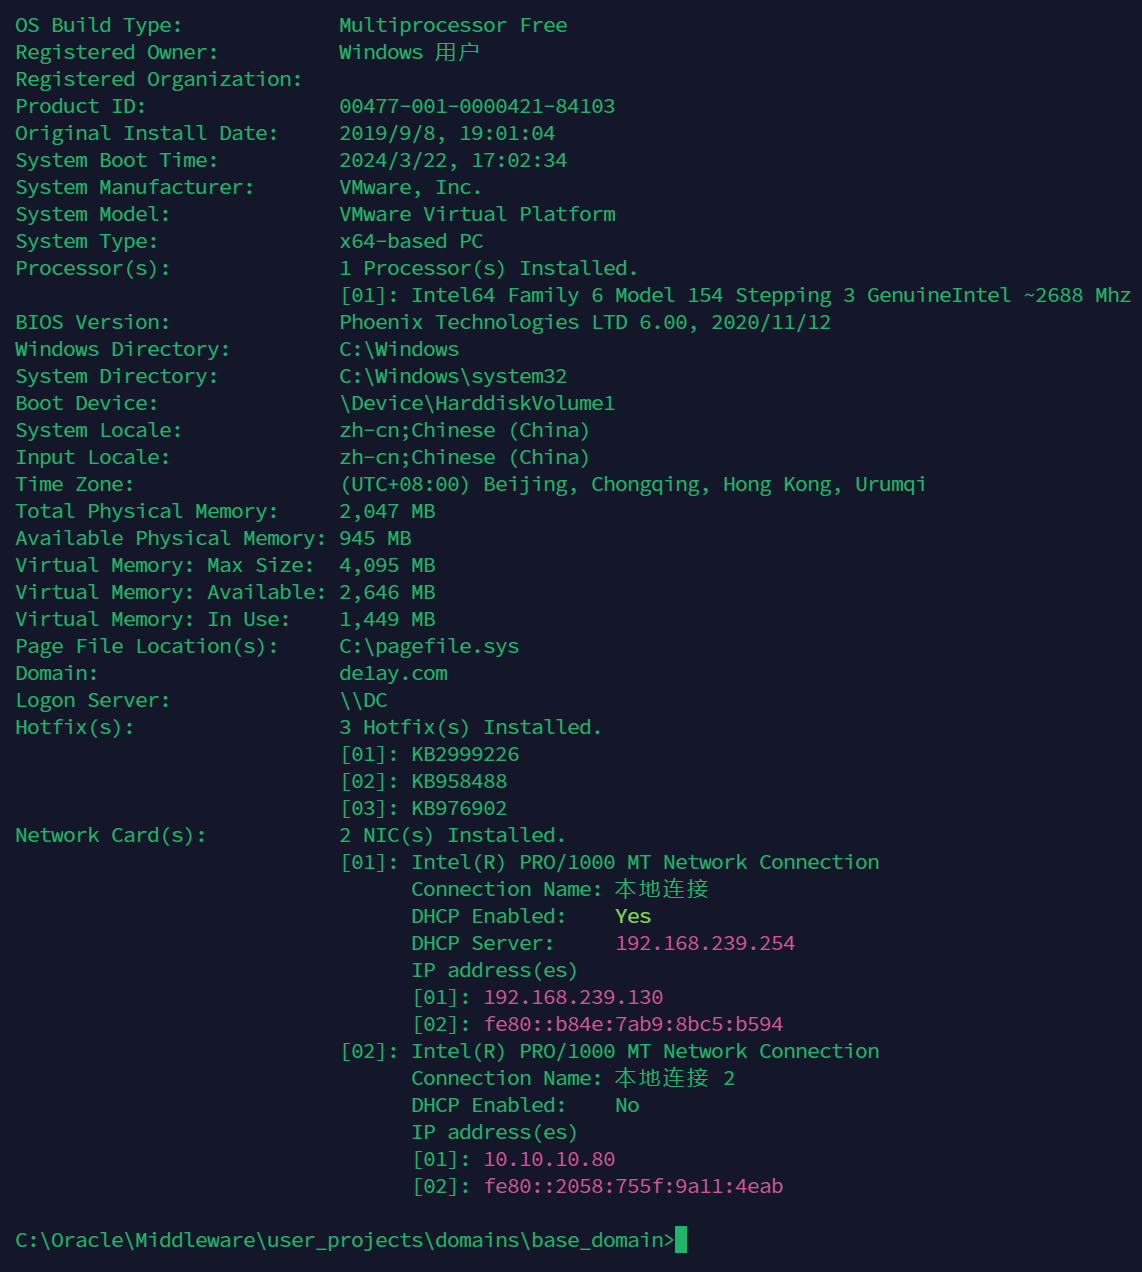 OS Build Type:             Multiprocessor Free
Registered Owner:          Windows 用户
Registered Organization:
Product ID:                00477-001-0000421-84103
Original Install Date:     2019/9/8, 19:01:04
System Boot Time:          2024/3/22, 17:02:34
System Manufacturer:       VMware, Inc.
System Model:              VMware Virtual Platform
System Type:               x64-based PC
Processor(s):              1 Processor(s) Installed.
                           [01]: Intel64 Family 6 Model 154 Stepping 3 GenuineIntel ~2688 Mhz
BIOS Version:              Phoenix Technologies LTD 6.00, 2020/11/12
Windows Directory:         C:\Windows
System Directory:          C:\Windows\system32
Boot Device:               \Device\HarddiskVolume1
System Locale:             zh-cn;Chinese (China)
Input Locale:              zh-cn;Chinese (China)
Time Zone:                 (UTC+08:00) Beijing, Chongqing, Hong Kong, Urumqi
Total Physical Memory:     2,047 MB
Available Physical Memory: 945 MB
Virtual Memory: Max Size:  4,095 MB
Virtual Memory: Available: 2,646 MB
Virtual Memory: In Use:    1,449 MB
Page File Location(s):     C:\pagefile.sys
Domain:                    de1ay.com
Logon Server:              \\DC
Hotfix(s):                 3 Hotfix(s) Installed.
                           [01]: KB2999226
                           [02]: KB958488
                           [03]: KB976902
Network Card(s):           2 NIC(s) Installed.
                           [01]: Intel(R) PRO/1000 MT Network Connection
                                 Connection Name: 本地连接
                                 DHCP Enabled:    Yes
                                 DHCP Server:     192.168.239.254
                                 IP address(es)
                                 [01]: 192.168.239.130
                                 [02]: fe80::b84e:7ab9:8bc5:b594
                           [02]: Intel(R) PRO/1000 MT Network Connection
                                 Connection Name: 本地连接 2
                                 DHCP Enabled:    No
                                 IP address(es)
                                 [01]: 10.10.10.80
                                 [02]: fe80::2058:755f:9a11:4eab
C:\Oracle\Middleware\user_projects\domains\base_domain>